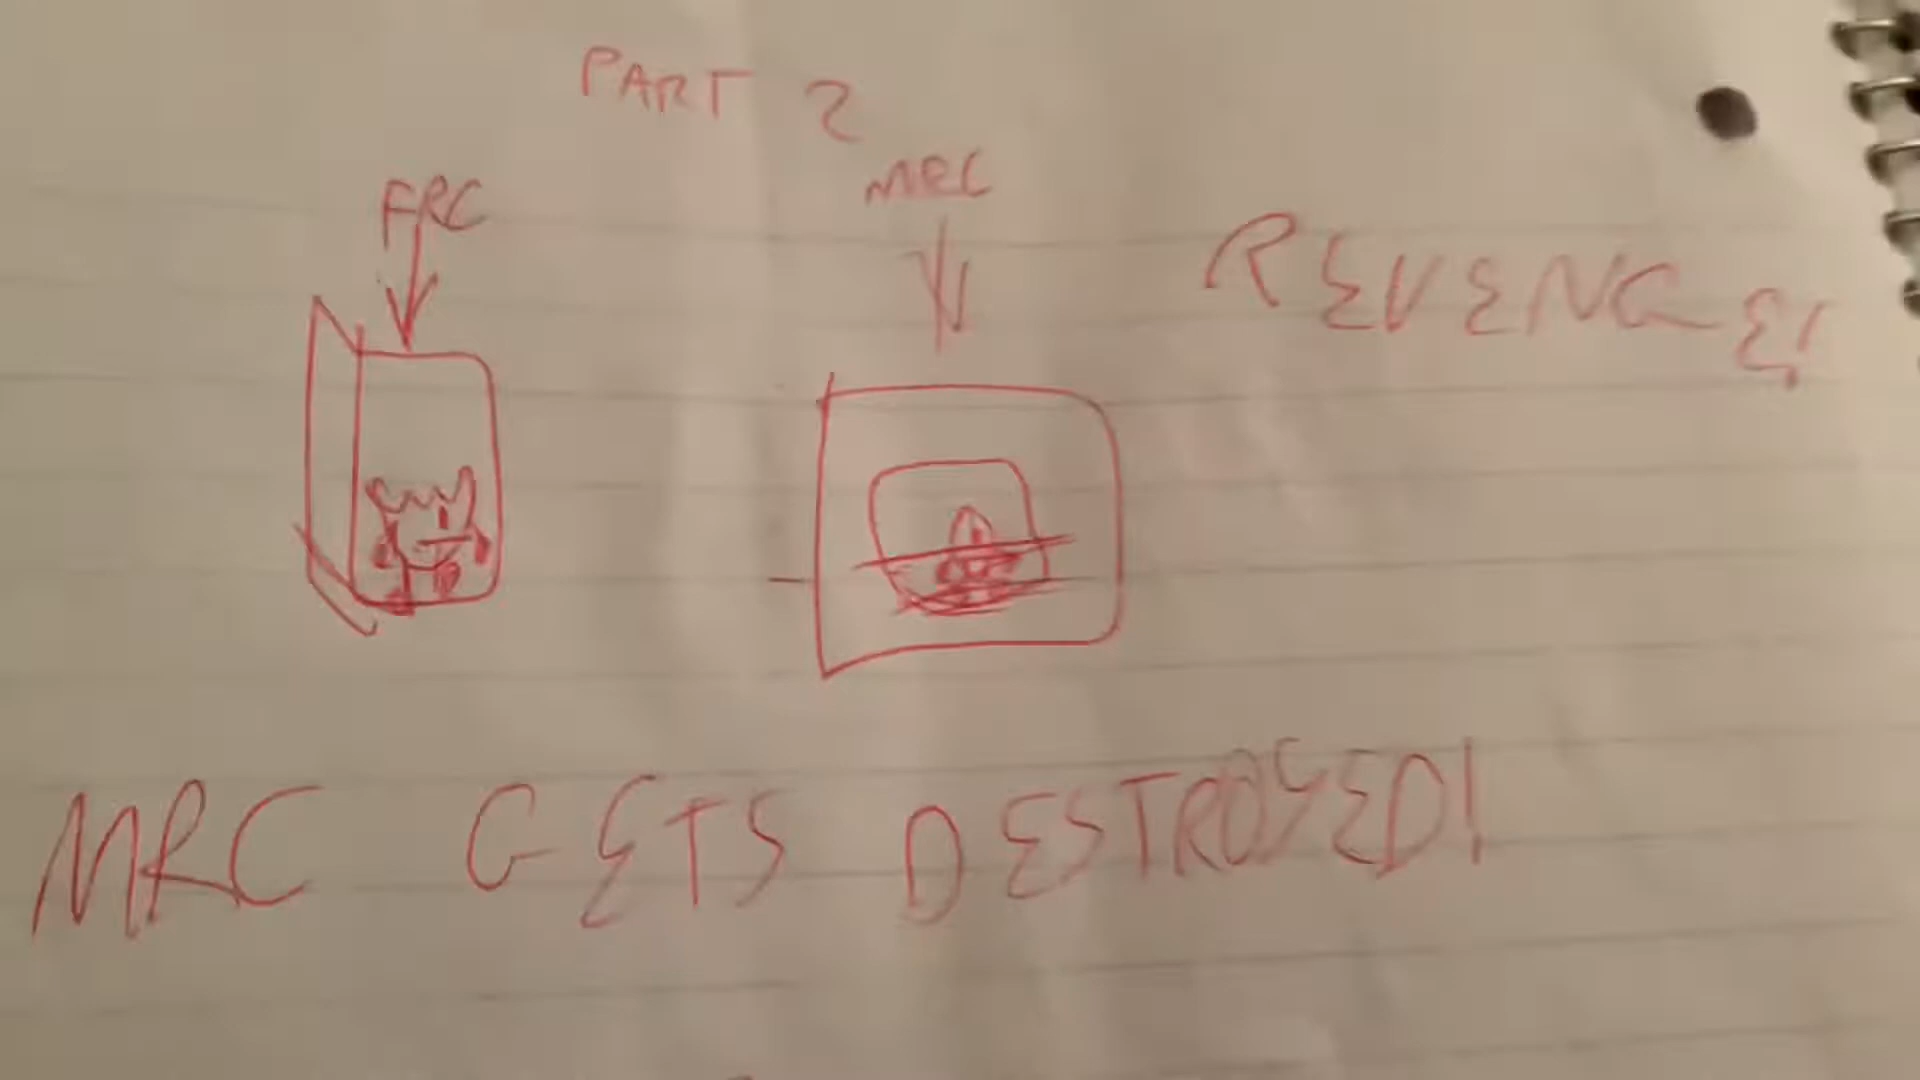 PART 2
FRC
MRC
REVENGE!
MRC GETS DESTROYED!